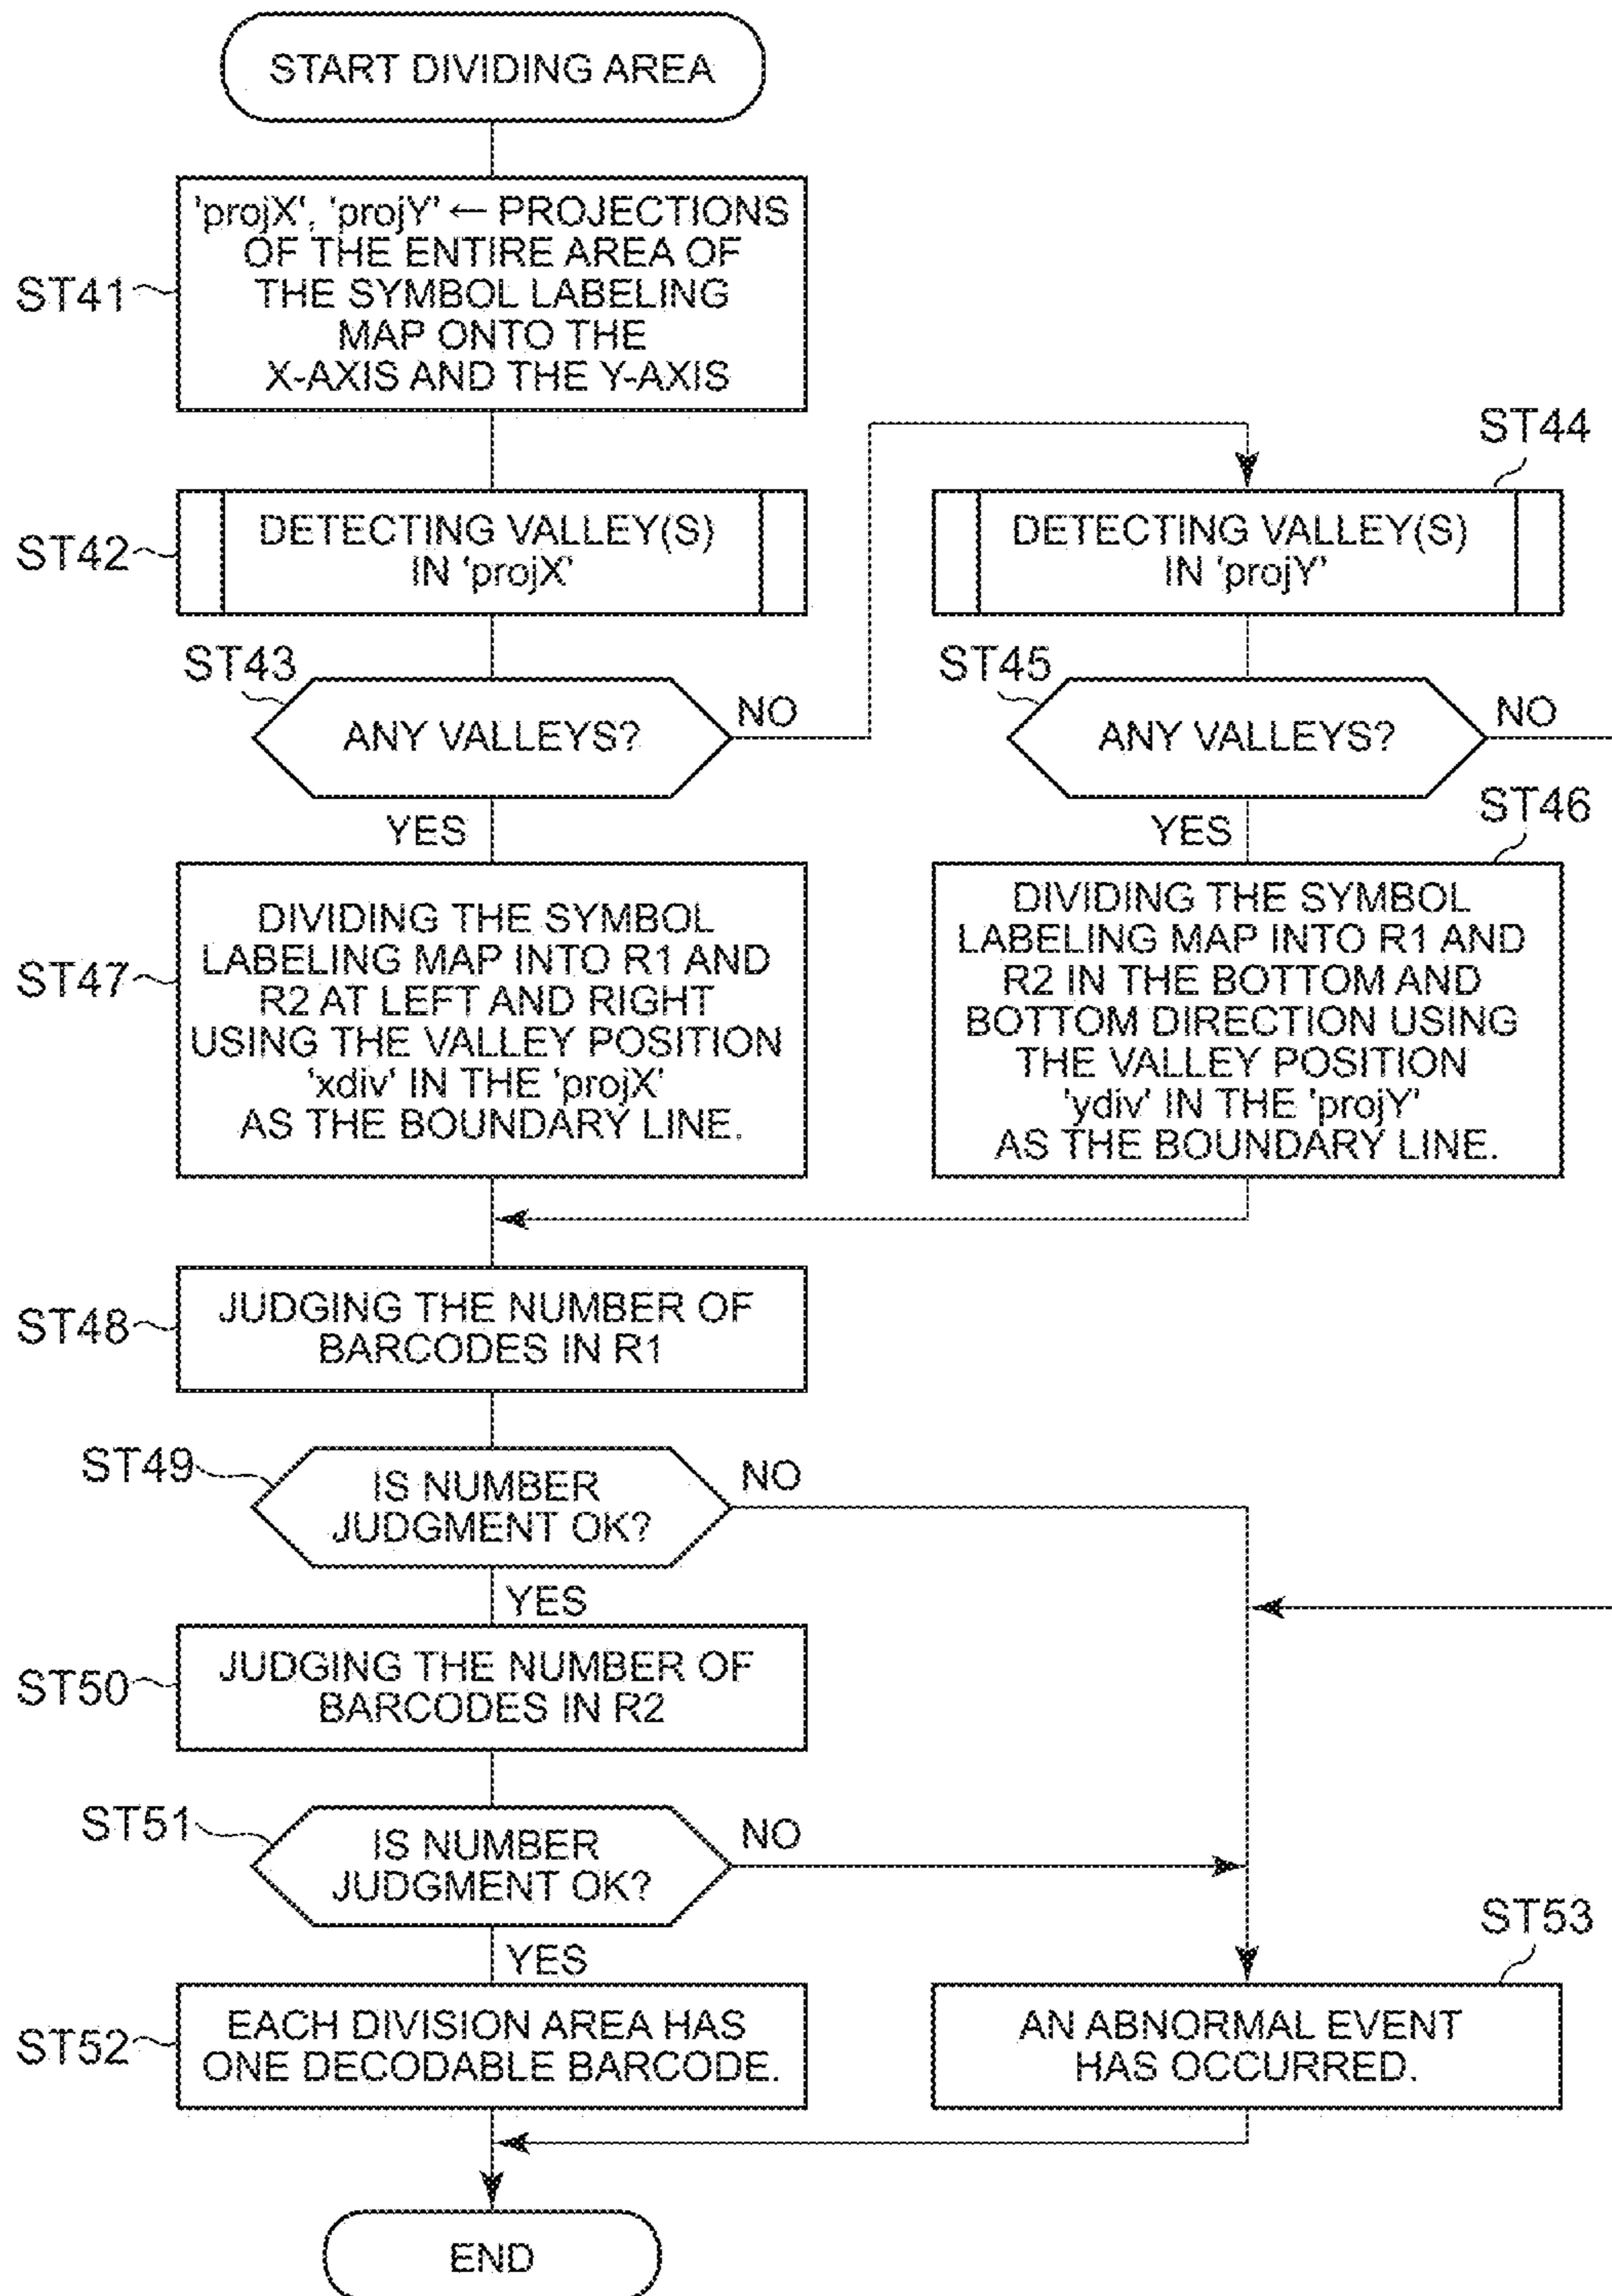 START DIVIDING AREA
'projX', 'projY' ← PROJECTIONS
OF THE ENTIRE AREA OF
THE SYMBOL LABELING
MAP ONTO THE
X-AXIS AND THE Y-AXIS
ST41
ST44
ST42
DETECTING VALLEY(S)
IN 'projX'
DETECTING VALLEY(S)
IN 'projY'
ST43
ANY VALLEYS?
NO
YES
ST45
ANY VALLEYS?
NO
YES
ST46
ST47
DIVIDING THE SYMBOL
LABELING MAP INTO R1 AND
R2 AT LEFT AND RIGHT
USING THE VALLEY POSITION
'xdiv' IN THE 'projX'
AS THE BOUNDARY LINE.
DIVIDING THE SYMBOL
LABELING MAP INTO R1 AND
R2 IN THE BOTTOM AND
BOTTOM DIRECTION USING
THE VALLEY POSITION
'ydiv' IN THE 'projY'
AS THE BOUNDARY LINE.
ST48
JUDGING THE NUMBER OF
BARCODES IN R1
ST49
IS NUMBER
JUDGMENT OK?
NO
YES
ST50
JUDGING THE NUMBER OF
BARCODES IN R2
ST51
IS NUMBER
JUDGMENT OK?
NO
YES
ST53
ST52
EACH DIVISION AREA HAS
ONE DECODABLE BARCODE.
AN ABNORMAL EVENT
HAS OCCURRED.
END